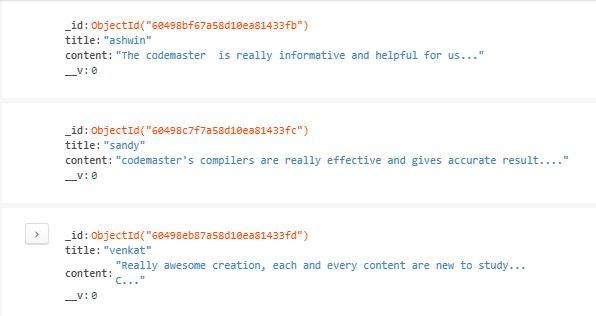 _id: ObjectId("60498bf67a58d10ea81433fb")
title: "ashwin"
content: "The codemaster  is really informative and helpful for us..."
__v: 0
_id: ObjectId("60498c7f7a58d10ea81433fc")
title: "sandy"
content: "codemaster's compilers are really effective and gives accurate result...."
__v: 0
_id: ObjectId("60498eb87a58d10ea81433fd")
title: "venkat"
content: "Really awesome creation, each and every content are new to study...
C..."
__v: 0